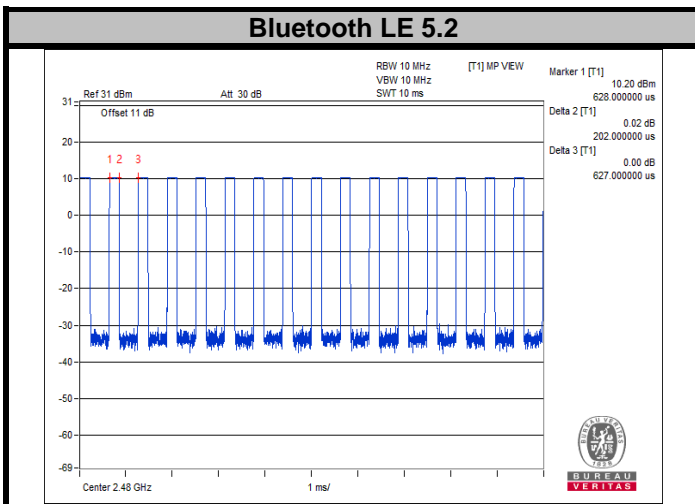 Bluetooth LE 5.2
RBW 10 MHz [T1] MP VIEW
VBW 10 MHz
Ref 31 dBm Att 30 dB SWT 10 ms
Marker 1 [T1]
10.20 dBm
628.000000 us
Delta 2 [T1]
0.02 dB
202.000000 us
Delta 3 [T1]
0.00 dB
627.000000 us
31
Offset 11 dB
20
1 2 3
10
0
-10
-20
-30
-40
-50
-60
-69
Center 2.48 GHz 1 ms/
BUREAU VERITAS
1828
BUREAU
VERITAS